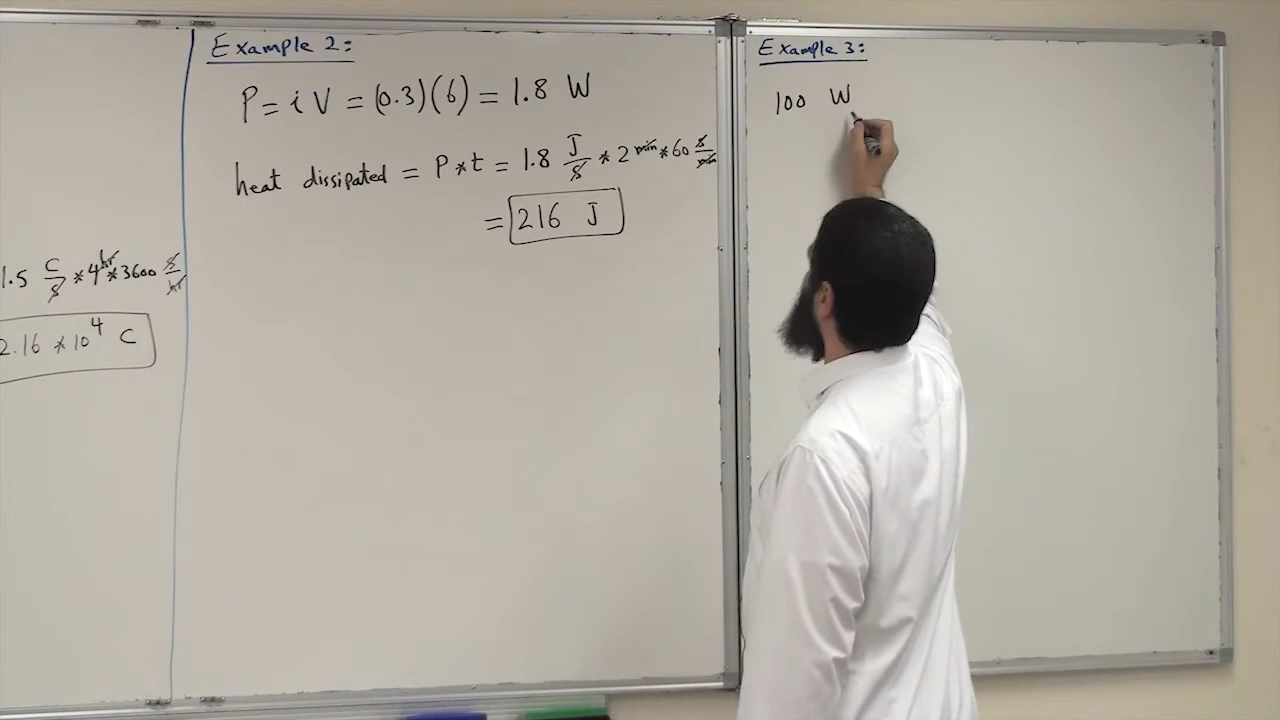 1.5 C/s * 4 hr * 3600 s/hr
2.16 * 10^4 C
Example 2:
P = i V = (0.3)(6) = 1.8 W
heat dissipated = P * t = 1.8 J/s * 2 min * 60 s/min
= 216 J
Example 3:
100 W